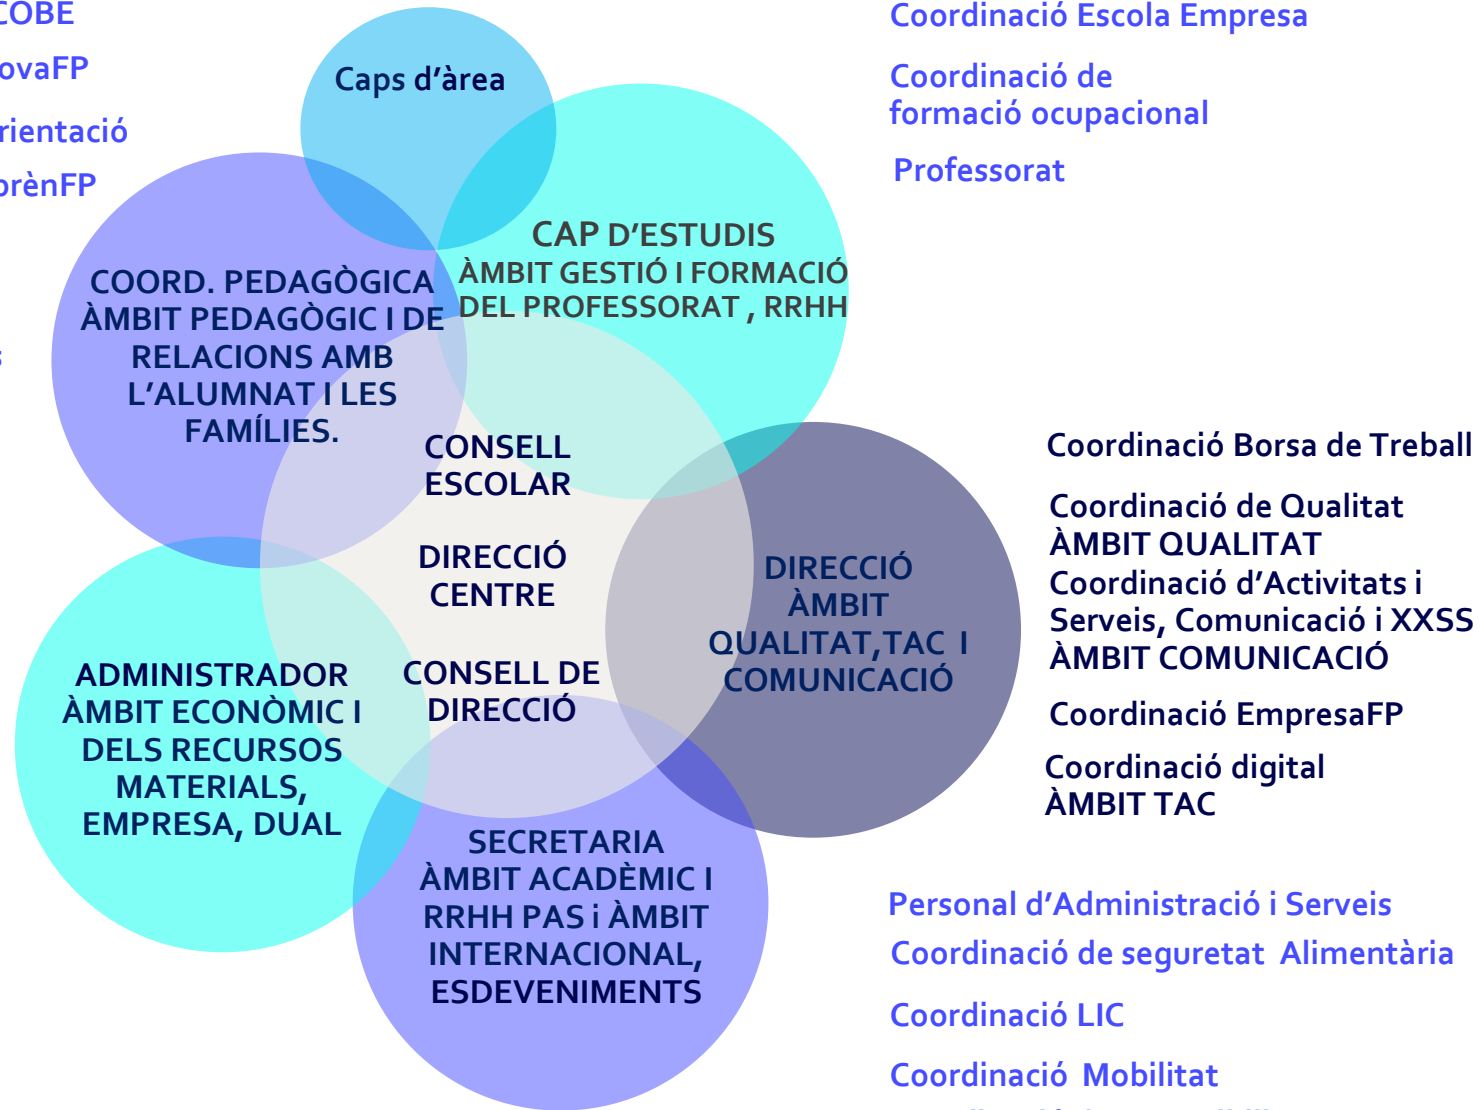 Caps d’àrea
CAP D’ESTUDIS
ÀMBIT GESTIÓ I FORMACIÓ
DEL PROFESSORAT , RRHH
COORD. PEDAGÒGICA
ÀMBIT PEDAGÒGIC I DE
RELACIONS AMB
L’ALUMNAT I LES
FAMÍLIES.
CONSELL
ESCOLAR
DIRECCIÓ
CENTRE
CONSELL DE
DIRECCIÓ
DIRECCIÓ
ÀMBIT
QUALITAT,TAC I
COMUNICACIÓ
ADMINISTRADOR
ÀMBIT ECONÒMIC I
DELS RECURSOS
MATERIALS,
EMPRESA, DUAL
SECRETARIA
ÀMBIT ACADÈMIC I
RRHH PAS i ÀMBIT
INTERNACIONAL,
ESDEVENIMENTS
Coordinació Escola Empresa
Coordinació de
formació ocupacional
Professorat
Coordinació Borsa de Treball
Coordinació de Qualitat
ÀMBIT QUALITAT
Coordinació d’Activitats i
Serveis, Comunicació i XXSS
ÀMBIT COMUNICACIÓ
Coordinació EmpresaFP
Coordinació digital
ÀMBIT TAC
Personal d’Administració i Serveis
Coordinació de seguretat Alimentària
Coordinació LIC
Coordinació Mobilitat